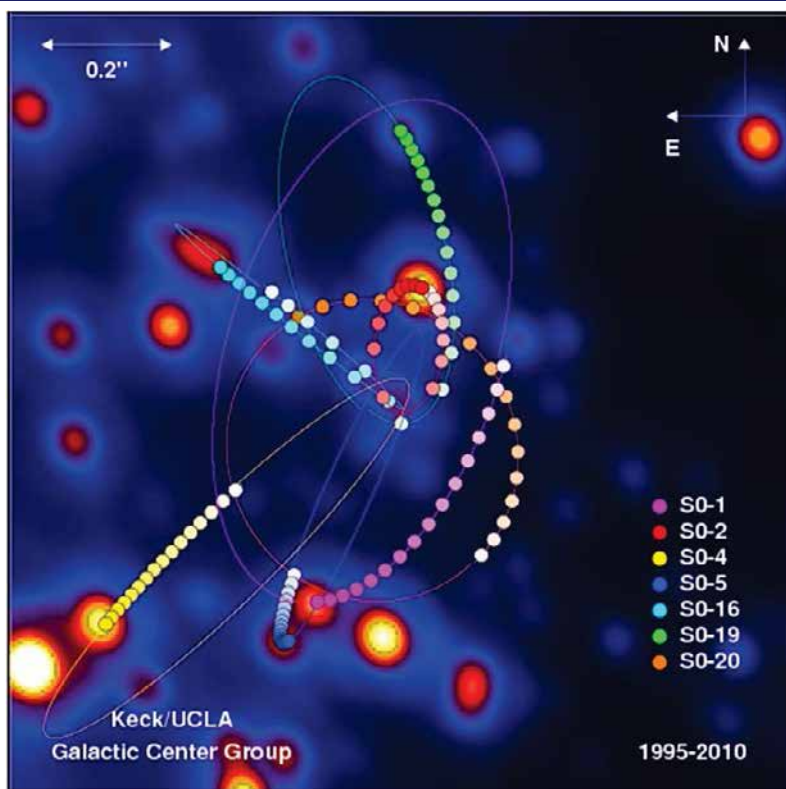 0.2"
N
E
S0-1
S0-2
S0-4
S0-5
S0-16
S0-19
S0-20
Keck/UCLA
Galactic Center Group
1995-2010